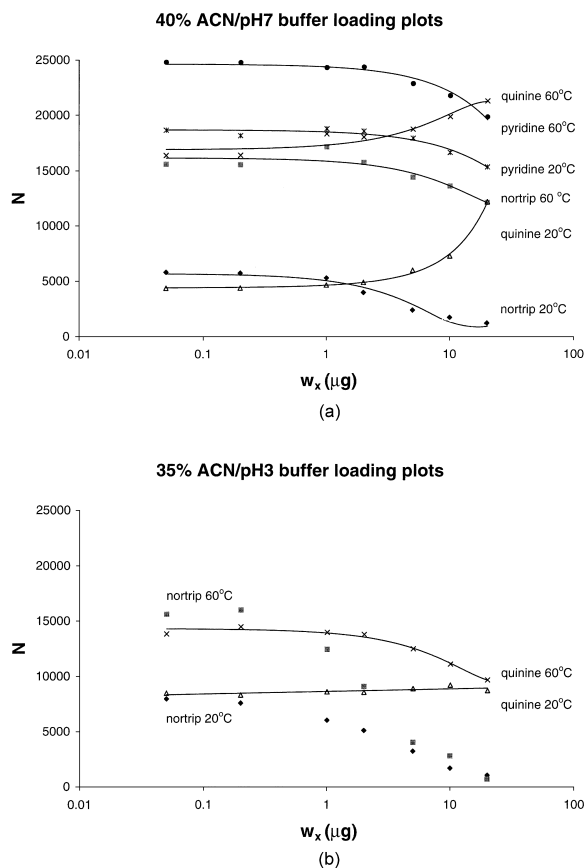 40% ACN/pH7 buffer loading plots
25000
20000
15000
10000
5000
0
N
quinine 60°C
pyridine 60°C
pyridine 20°C
nortrip 60 °C
quinine 20°C
nortrip 20°C
0.01
0.1
1
10
100
wₓ (μg)
(a)
35% ACN/pH3 buffer loading plots
25000
20000
15000
10000
5000
0
N
nortrip 60°C
quinine 60°C
quinine 20°C
nortrip 20°C
0.01
0.1
1
10
100
wₓ (μg)
(b)